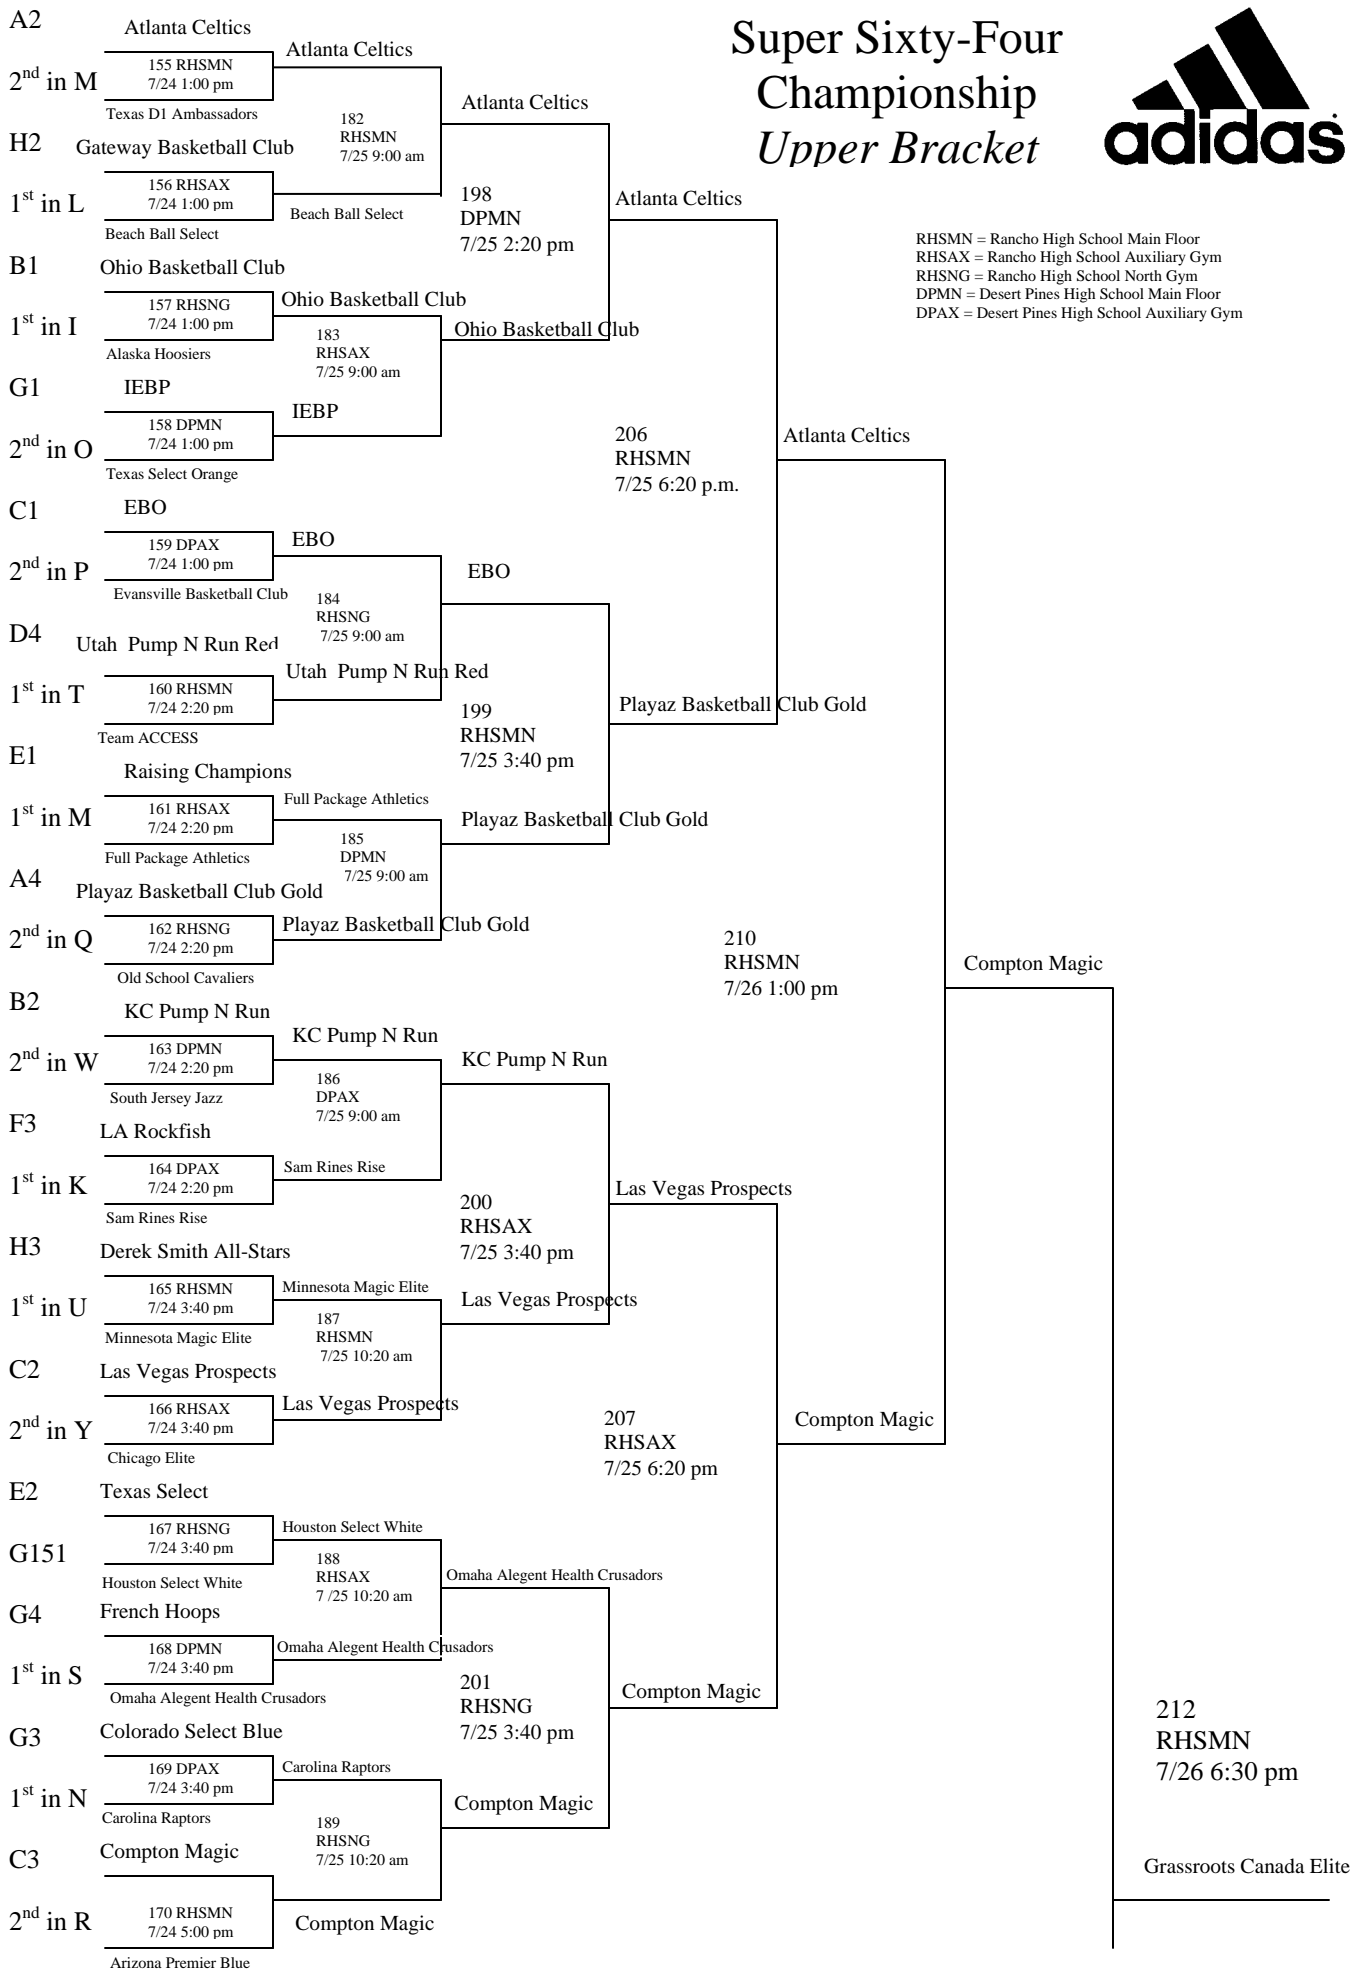 Super Sixty-Four
Championship
Upper Bracket
adidas
RHSMN = Rancho High School Main Floor
RHSAX = Rancho High School Auxiliary Gym
RHSNG = Rancho High School North Gym
DPMN = Desert Pines High School Main Floor
DPAX = Desert Pines High School Auxiliary Gym
A2
Atlanta Celtics
2nd in M
155 RHSMN
7/24 1:00 pm
Texas D1 Ambassadors
H2
Gateway Basketball Club
1st in L
156 RHSAX
7/24 1:00 pm
Beach Ball Select
B1
Ohio Basketball Club
1st in I
157 RHSNG
7/24 1:00 pm
Alaska Hoosiers
G1
IEBP
2nd in O
158 DPMN
7/24 1:00 pm
Texas Select Orange
C1
EBO
2nd in P
159 DPAX
7/24 1:00 pm
Evansville Basketball Club
D4
Utah Pump N Run Red
1st in T
160 RHSMN
7/24 2:20 pm
Team ACCESS
E1
Raising Champions
1st in M
161 RHSAX
7/24 2:20 pm
Full Package Athletics
A4
Playaz Basketball Club Gold
2nd in Q
162 RHSNG
7/24 2:20 pm
Old School Cavaliers
B2
KC Pump N Run
2nd in W
163 DPMN
7/24 2:20 pm
South Jersey Jazz
F3
LA Rockfish
1st in K
164 DPAX
7/24 2:20 pm
Sam Rines Rise
H3
Derek Smith All-Stars
1st in U
165 RHSMN
7/24 3:40 pm
Minnesota Magic Elite
C2
Las Vegas Prospects
2nd in Y
166 RHSAX
7/24 3:40 pm
Chicago Elite
E2
Texas Select
G151
167 RHSNG
7/24 3:40 pm
Houston Select White
G4
French Hoops
1st in S
168 DPMN
7/24 3:40 pm
Omaha Alegent Health Crusadors
G3
Colorado Select Blue
1st in N
169 DPAX
7/24 3:40 pm
Carolina Raptors
C3
Compton Magic
2nd in R
170 RHSMN
7/24 5:00 pm
Arizona Premier Blue
Atlanta Celtics
182
RHSMN
7/25 9:00 am
Beach Ball Select
Ohio Basketball Club
183
RHSAX
7/25 9:00 am
IEBP
EBO
184
RHSNG
7/25 9:00 am
Utah Pump N Run Red
Full Package Athletics
185
DPMN
7/25 9:00 am
Playaz Basketball Club Gold
KC Pump N Run
186
DPAX
7/25 9:00 am
Sam Rines Rise
Minnesota Magic Elite
187
RHSMN
7/25 10:20 am
Las Vegas Prospects
Houston Select White
188
RHSAX
7 /25 10:20 am
Omaha Alegent Health Crusadors
Carolina Raptors
189
RHSNG
7/25 10:20 am
Compton Magic
Atlanta Celtics
198
DPMN
7/25 2:20 pm
Ohio Basketball Club
EBO
199
RHSMN
7/25 3:40 pm
Playaz Basketball Club Gold
KC Pump N Run
200
RHSAX
7/25 3:40 pm
Las Vegas Prospects
Omaha Alegent Health Crusadors
201
RHSNG
7/25 3:40 pm
Compton Magic
Atlanta Celtics
206
RHSMN
7/25 6:20 p.m.
Playaz Basketball Club Gold
Las Vegas Prospects
207
RHSAX
7/25 6:20 pm
Compton Magic
Atlanta Celtics
210
RHSMN
7/26 1:00 pm
Compton Magic
Compton Magic
212
RHSMN
7/26 6:30 pm
Grassroots Canada Elite